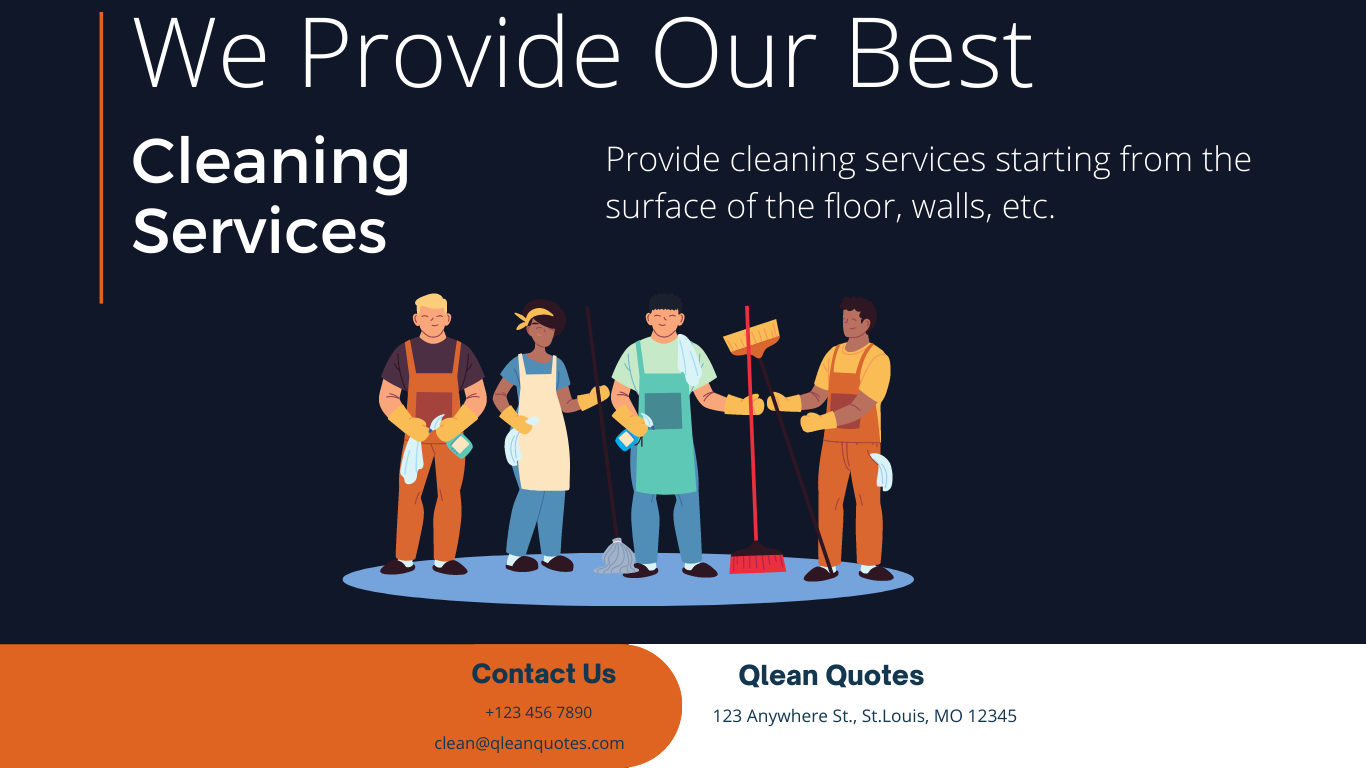 We Provide Our Best
Cleaning
Services
Provide cleaning services starting from the
surface of the floor, walls, etc.
Contact Us
+123 456 7890
clean@qleanquotes.com
Qlean Quotes
123 Anywhere St., St.Louis, MO 12345